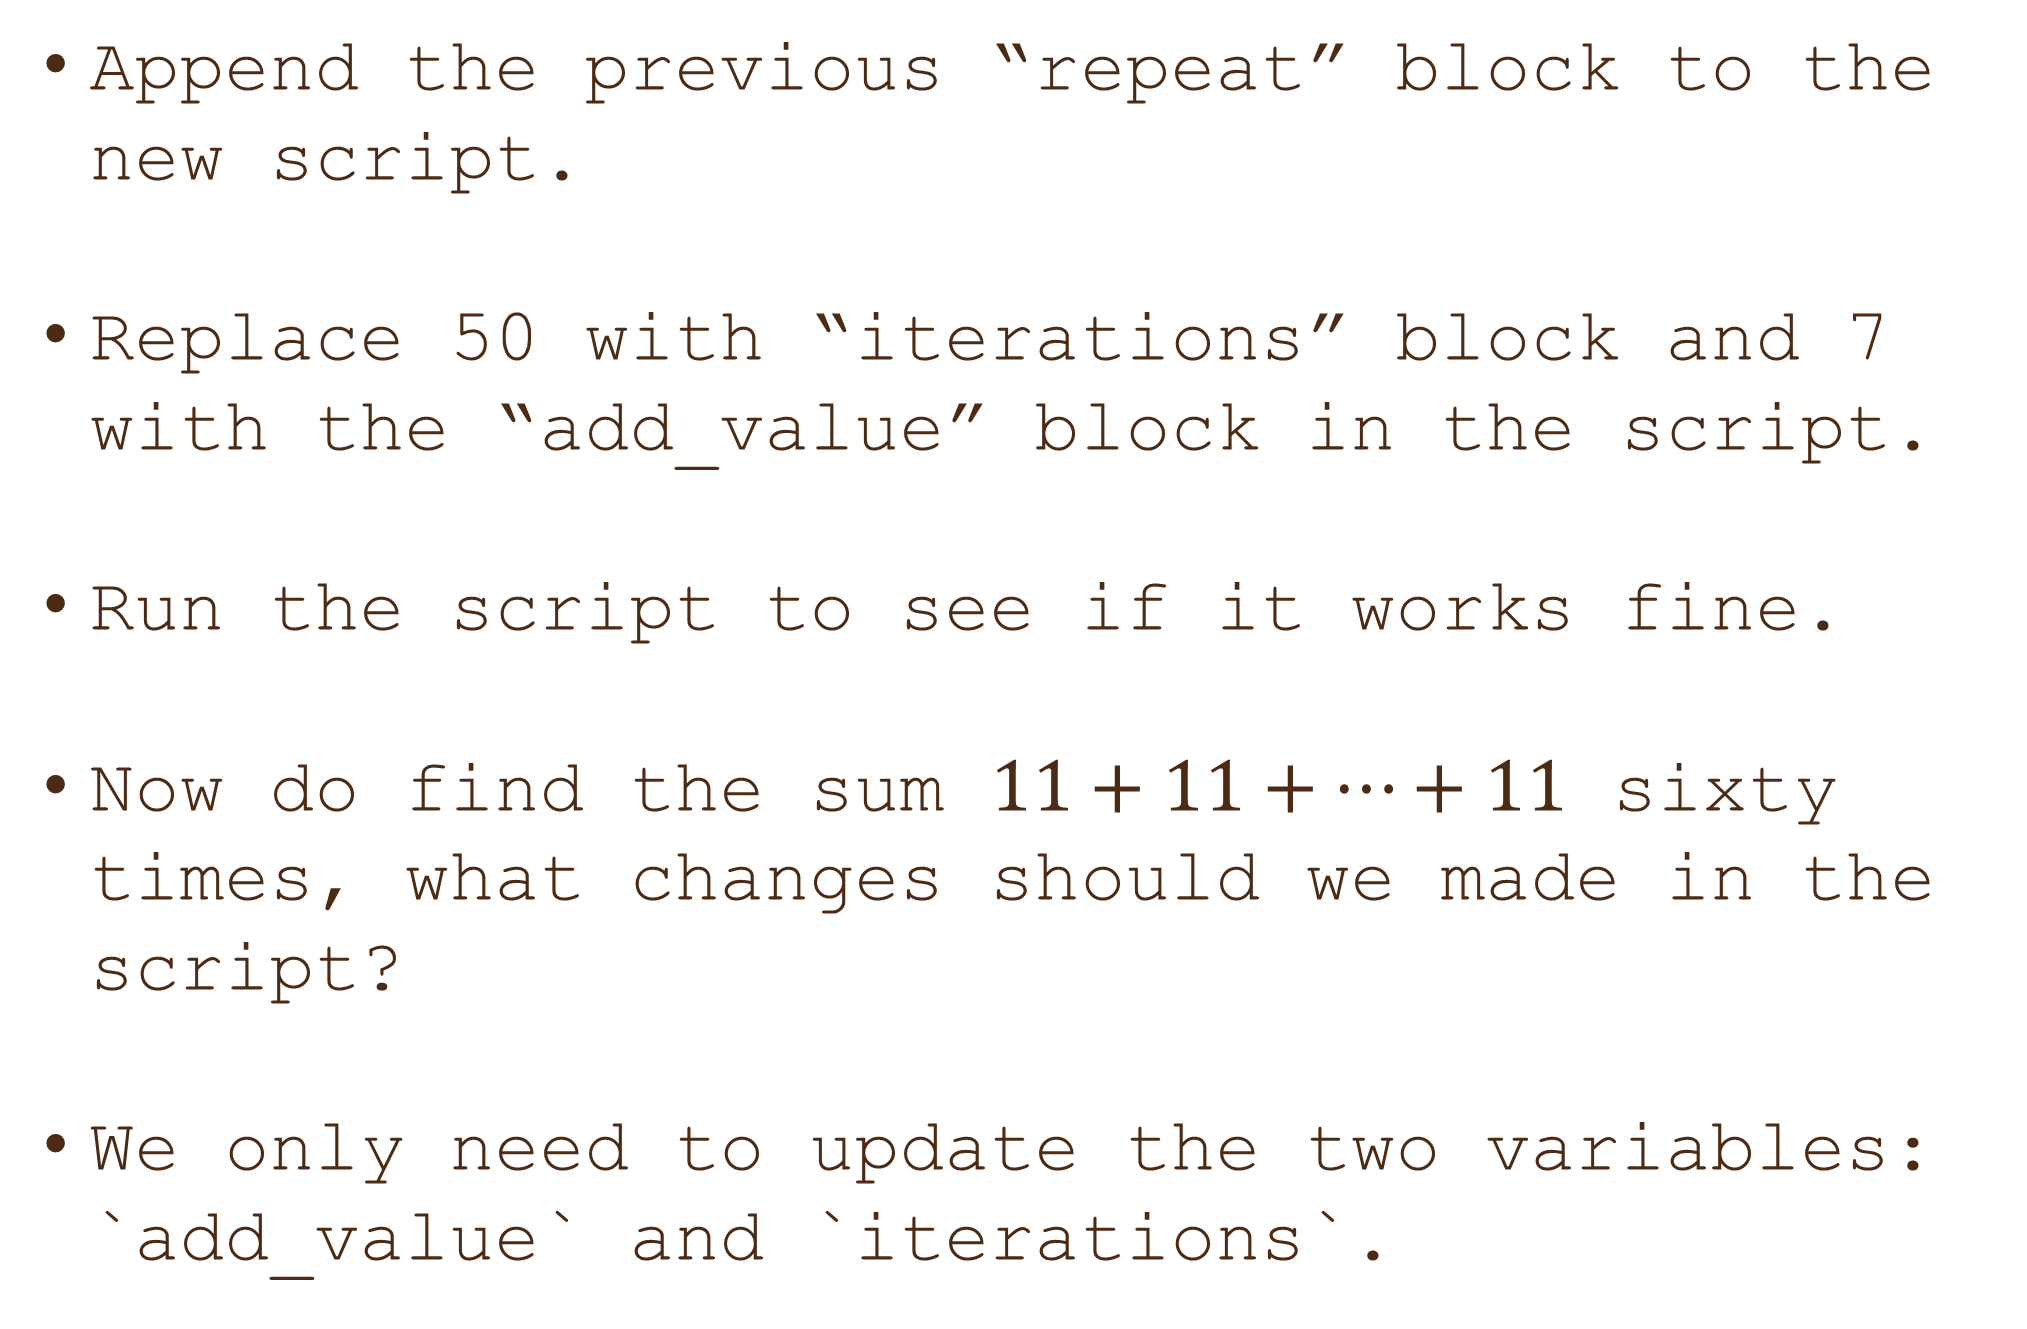 • Append the previous “repeat” block to the
new script.
• Replace 50 with “iterations” block and 7
with the “add_value” block in the script.
• Run the script to see if it works fine.
• Now do find the sum 11 + 11 + ⋯ + 11 sixty
times, what changes should we made in the
script?
• We only need to update the two variables:
`add_value` and `iterations`.